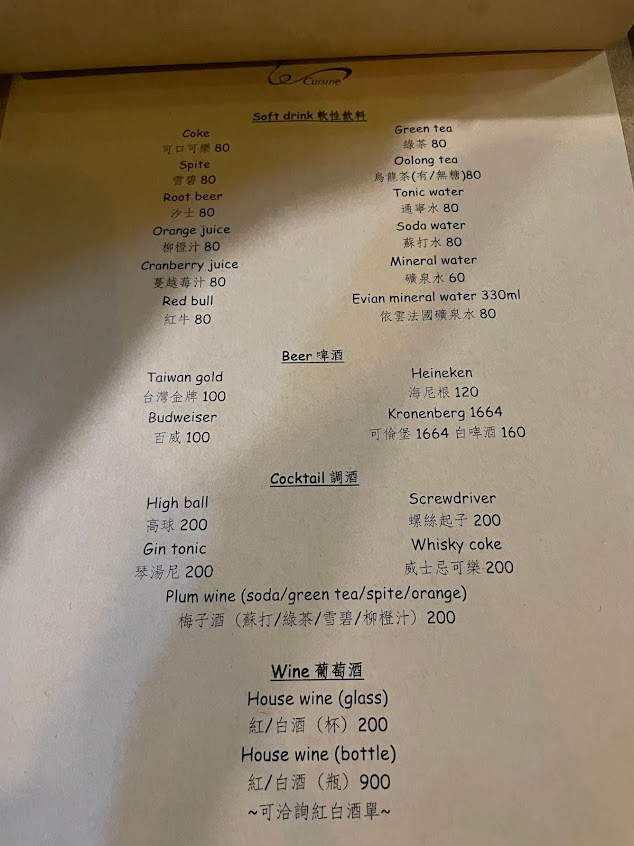 Cuisine
Soft drink 軟性飲料
Coke
可口可樂 80
Spite
雪碧 80
Root beer
沙士 80
Orange juice
柳橙汁 80
Cranberry juice
蔓越莓汁 80
Red bull
紅牛 80
Green tea
綠茶 80
Oolong tea
烏龍茶(有/無糖)80
Tonic water
通寧水 80
Soda water
蘇打水 80
Mineral water
礦泉水 60
Evian mineral water 330ml
依雲法國礦泉水 80
Beer 啤酒
Taiwan gold
台灣金牌 100
Budweiser
百威 100
Heineken
海尼根 120
Kronenberg 1664
可倫堡 1664 白啤酒 160
Cocktail 調酒
High ball
高球 200
Gin tonic
琴湯尼 200
Screwdriver
螺絲起子 200
Whisky coke
威士忌可樂 200
Plum wine (soda/green tea/spite/orange)
梅子酒（蘇打/綠茶/雪碧/柳橙汁）200
Wine 葡萄酒
House wine (glass)
紅/白酒（杯）200
House wine (bottle)
紅/白酒（瓶）900
~可洽詢紅白酒單~